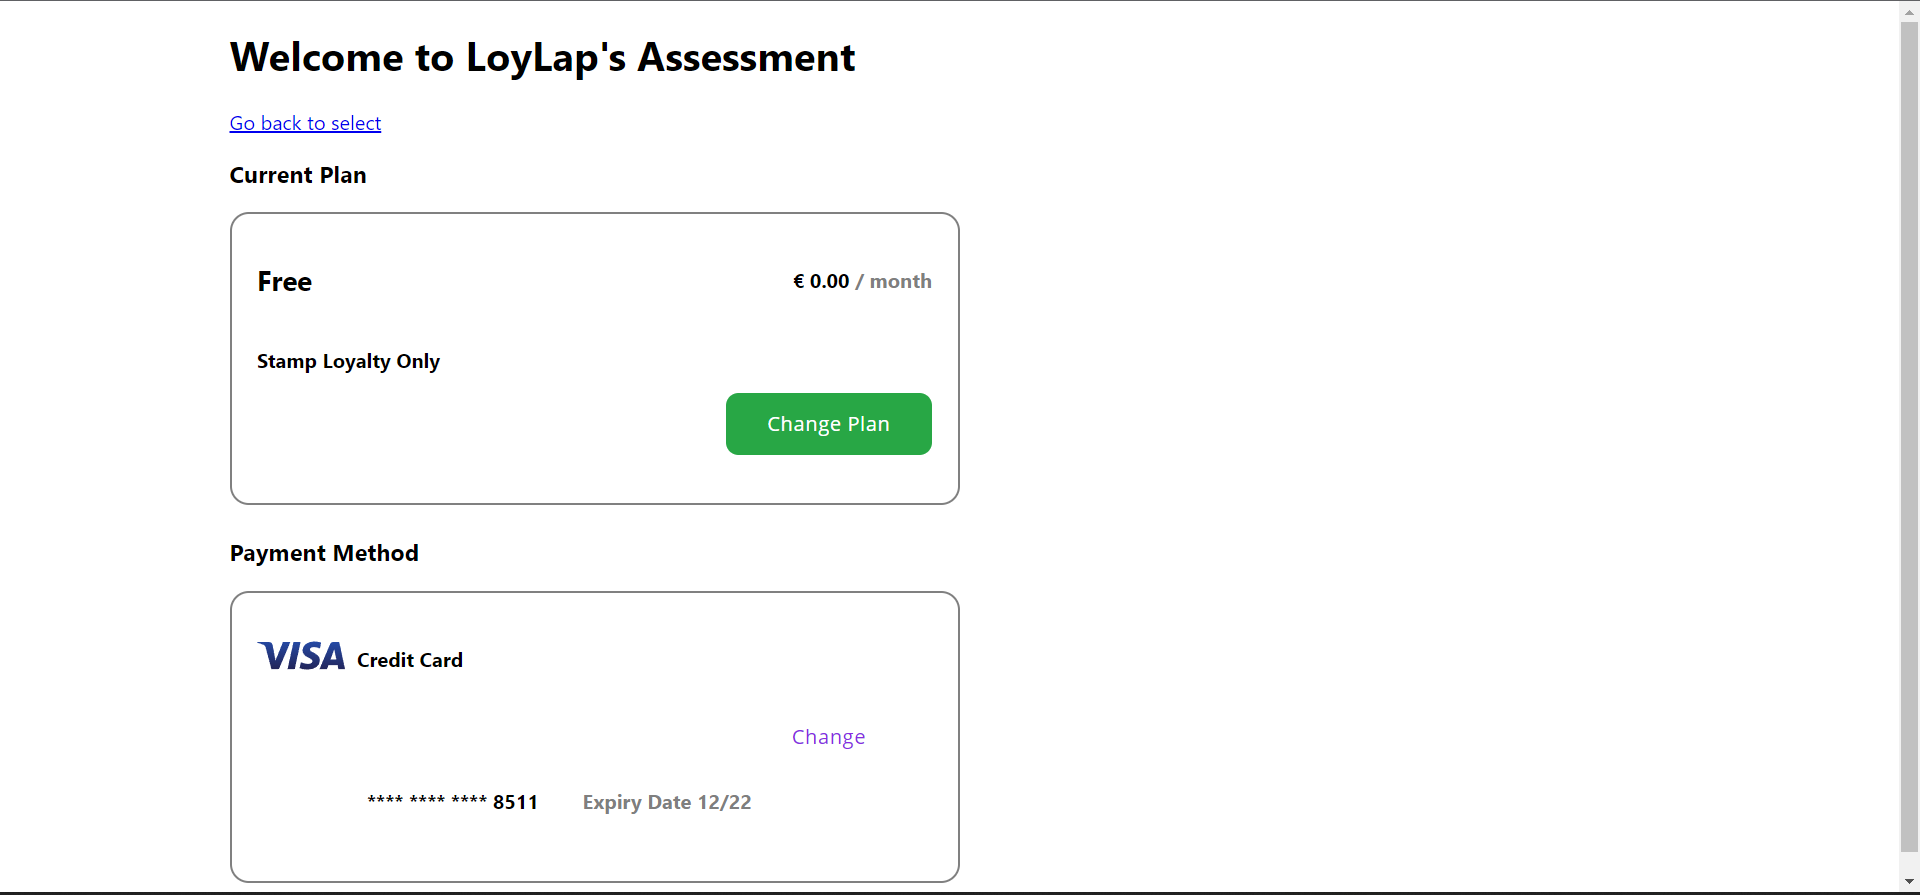 Welcome to LoyLap's Assessment
Go back to select
Current Plan
Free € 0.00 / month
Stamp Loyalty Only
Change Plan
Payment Method
VISA Credit Card
Change
**** **** **** 8511 Expiry Date 12/22